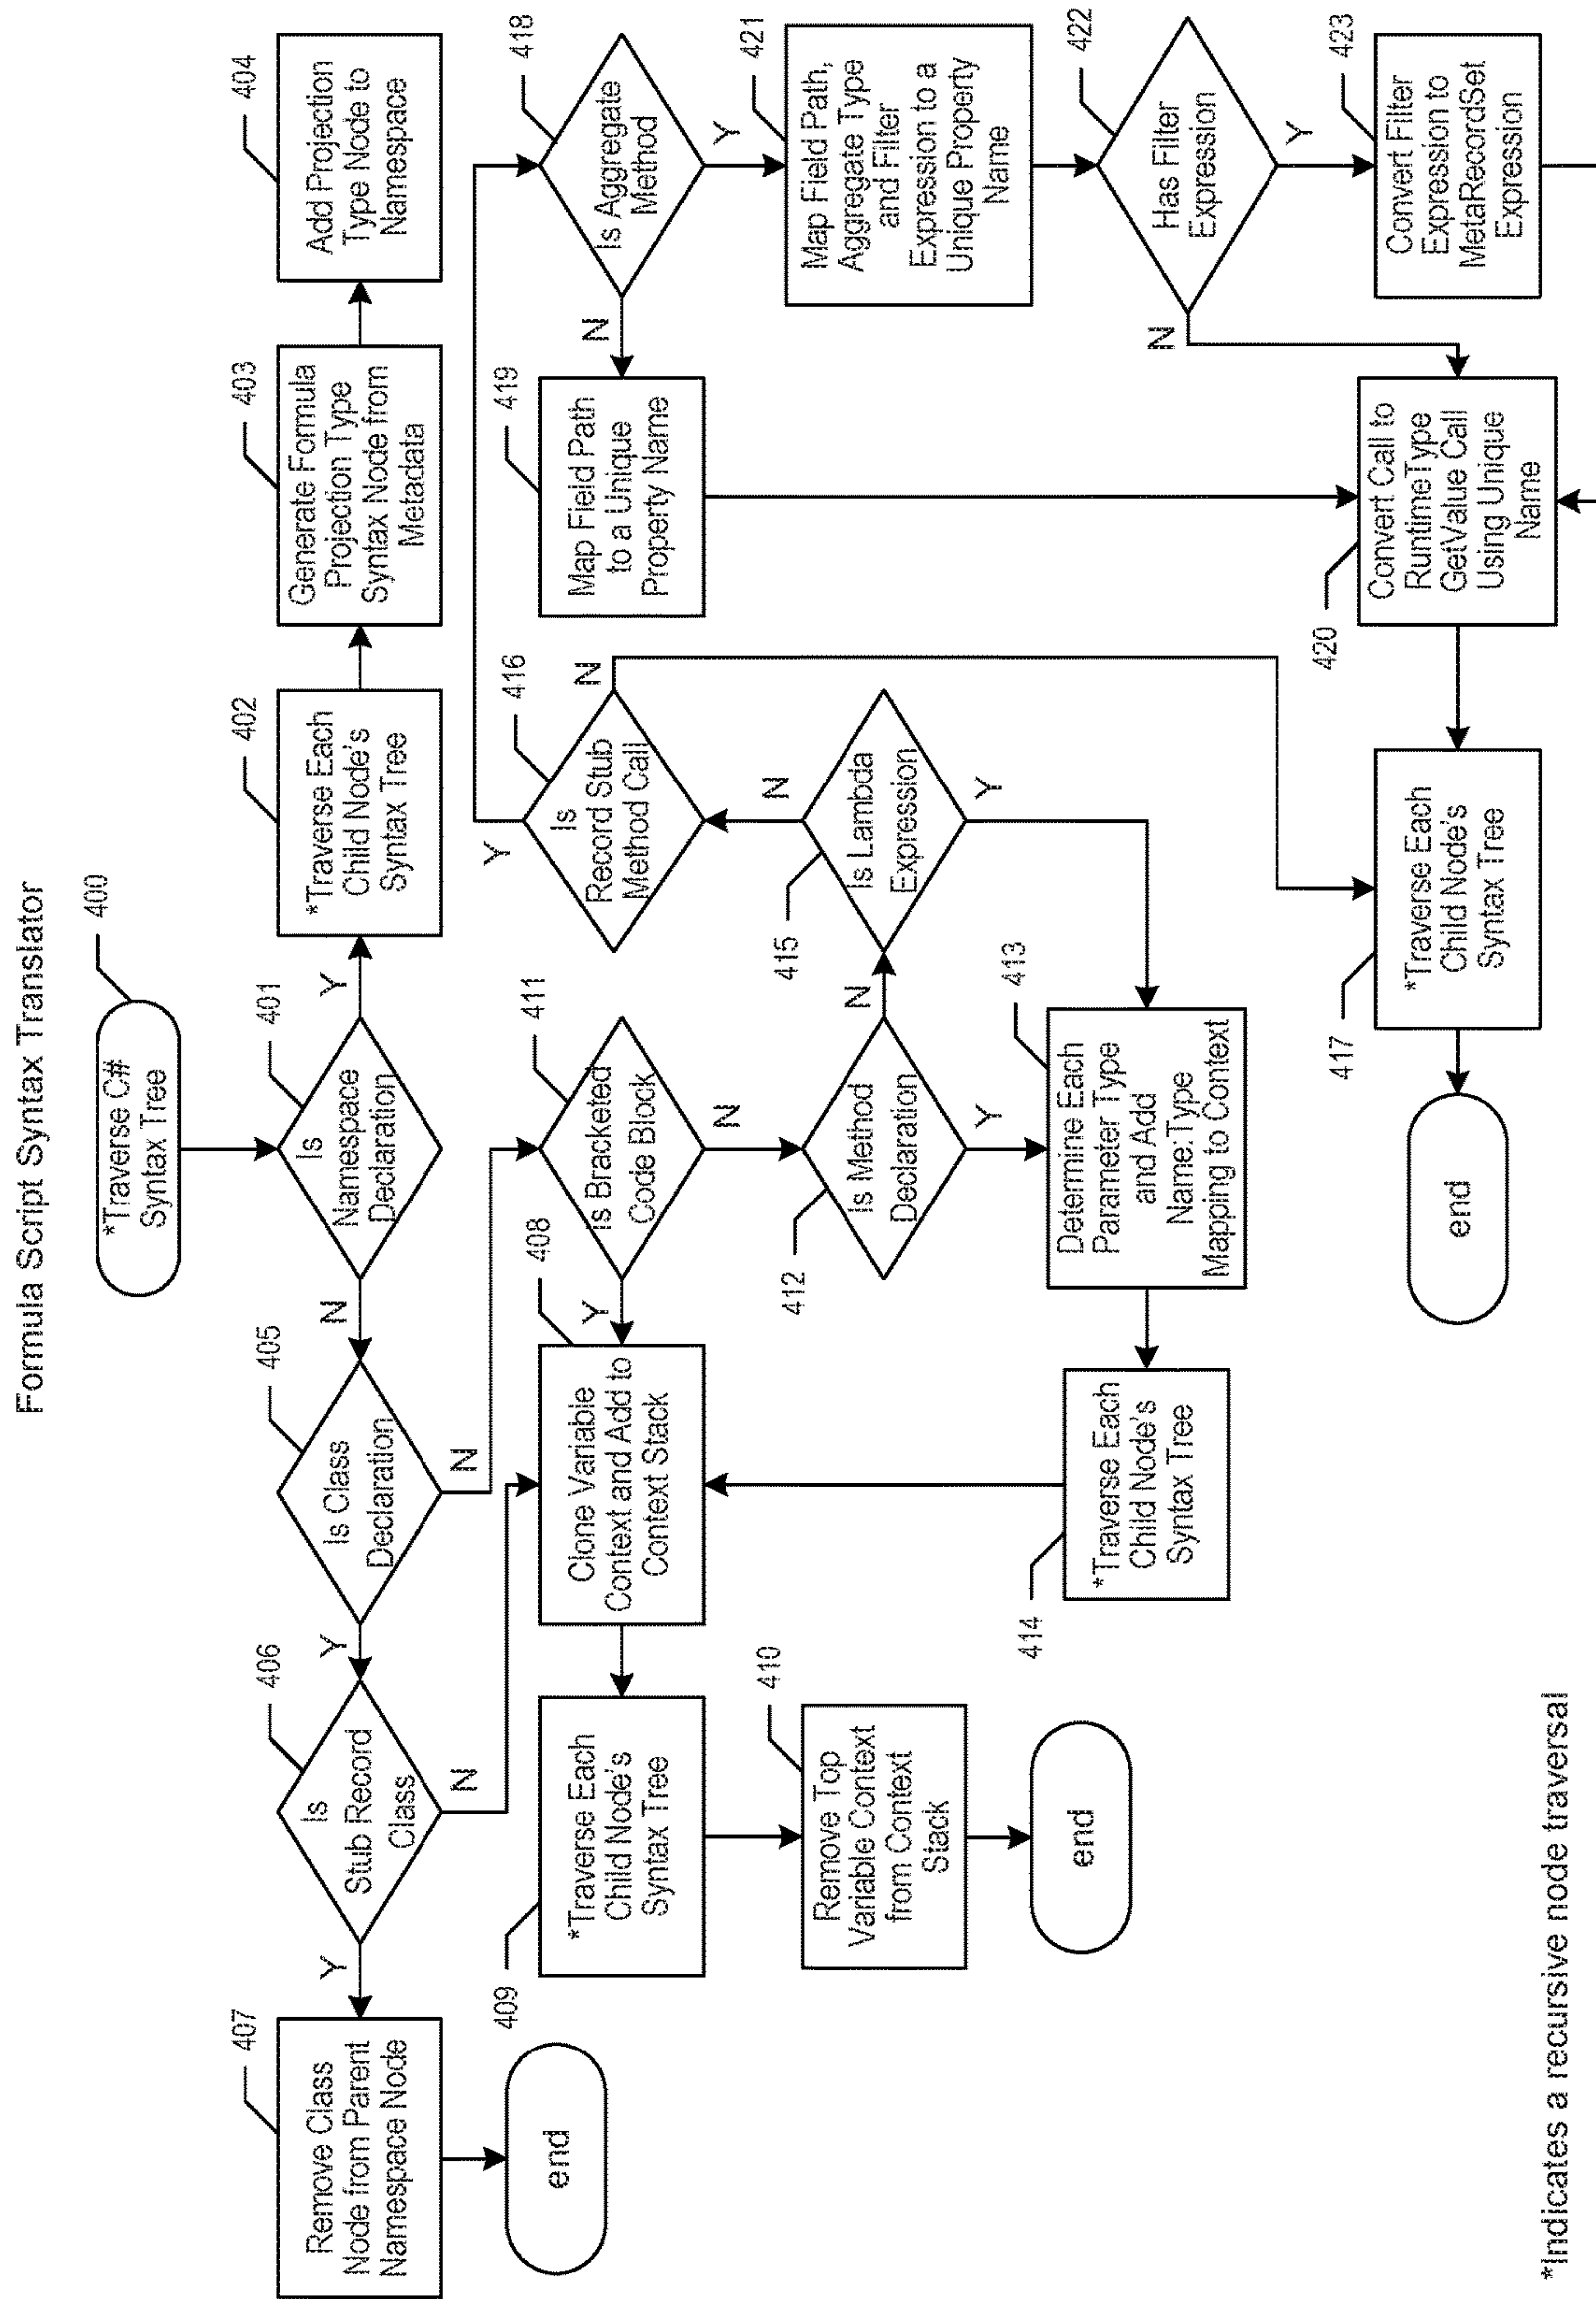 Formula Script Syntax Translator
400
*Traverse C#
Syntax Tree
401
Is
Namespace
Declaration
Y
N
402
*Traverse Each
Child Node's
Syntax Tree
403
Generate Formula
Projection Type
Syntax Node from
Metadata
404
Add Projection
Type Node to
Namespace
405
Is Class
Declaration
Y
N
406
Is
Stub Record
Class
Y
N
407
Remove Class
Node from Parent
Namespace Node
end
408
Clone Variable
Context and Add to
Context Stack
409
*Traverse Each
Child Node's
Syntax Tree
410
Remove Top
Variable Context
from Context
Stack
end
411
Is Bracketed
Code Block
Y
N
412
Is Method
Declaration
N
Y
413
Determine Each
Parameter Type
and Add
Name:Type
Mapping to Context
414
*Traverse Each
Child Node's
Syntax Tree
415
Is Lambda
Expression
N
Y
416
Is
Record Stub
Method Call
Y
N
417
*Traverse Each
Child Node's
Syntax Tree
end
418
Is Aggregate
Method
N
Y
419
Map Field Path
to a Unique
Property Name
420
Convert Call to
RuntimeType
GetValue Call
Using Unique
Name
421
Map Field Path,
Aggregate Type
and Filter
Expression to a
Unique Property
Name
422
Has Filter
Expression
N
Y
423
Convert Filter
Expression to
MetaRecordSet
Expression
*Indicates a recursive node traversal